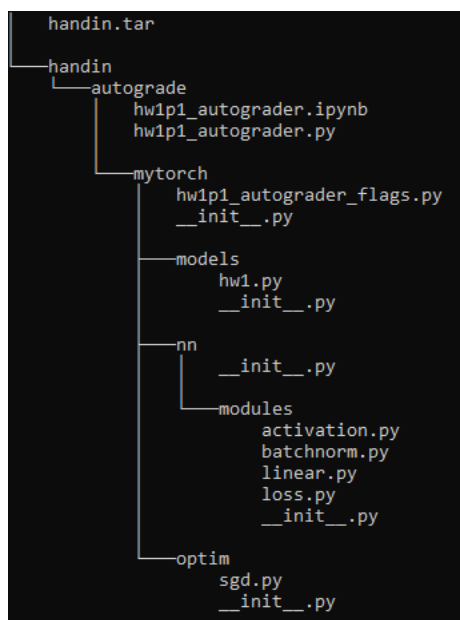 handin.tar
handin
autograde
hw1p1_autograder.ipynb
hw1p1_autograder.py
mytorch
hw1p1_autograder_flags.py
__init__.py
models
hw1.py
__init__.py
nn
__init__.py
modules
activation.py
batchnorm.py
linear.py
loss.py
__init__.py
optim
sgd.py
__init__.py